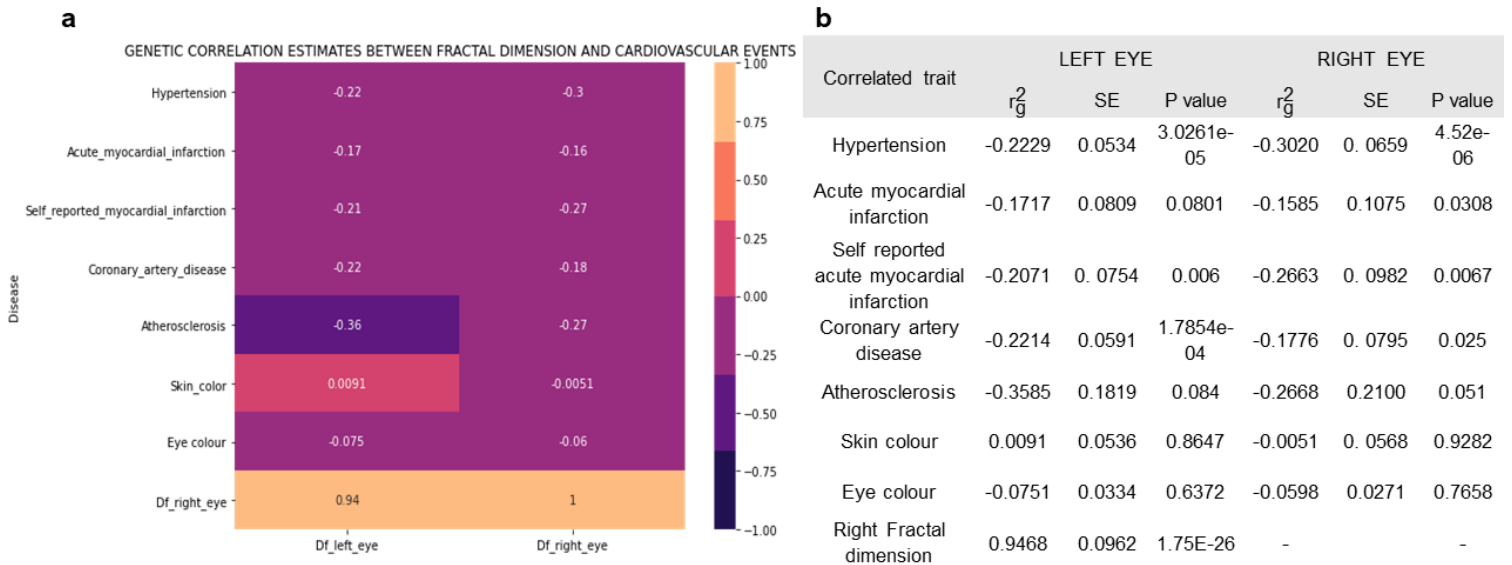 a
GENETIC CORRELATION ESTIMATES BETWEEN FRACTAL DIMENSION AND CARDIOVASCULAR EVENTS
Disease
Hypertension -0.22 -0.3
Acute_myocardial_infarction -0.17 -0.16
Self_reported_myocardial_infarction -0.21 -0.27
Coronary_artery_disease -0.22 -0.18
Atherosclerosis -0.36 -0.27
Skin_color 0.0091 -0.0051
Eye colour -0.075 -0.06
Df_right_eye 0.94 1
Df_left_eye Df_right_eye
1.00
0.75
0.50
0.25
0.00
−0.25
−0.50
−0.75
−1.00
b
LEFT EYE RIGHT EYE
Correlated trait
r²g SE P value r²g SE P value
Hypertension -0.2229 0.0534 3.0261e-05 -0.3020 0. 0659 4.52e-06
Acute myocardial
infarction -0.1717 0.0809 0.0801 -0.1585 0.1075 0.0308
Self reported
acute myocardial
infarction -0.2071 0. 0754 0.006 -0.2663 0. 0982 0.0067
Coronary artery
disease -0.2214 0.0591 1.7854e-04 -0.1776 0. 0795 0.025
Atherosclerosis -0.3585 0.1819 0.084 -0.2668 0.2100 0.051
Skin colour 0.0091 0.0536 0.8647 -0.0051 0. 0568 0.9282
Eye colour -0.0751 0.0334 0.6372 -0.0598 0.0271 0.7658
Right Fractal
dimension 0.9468 0.0962 1.75E-26 - -